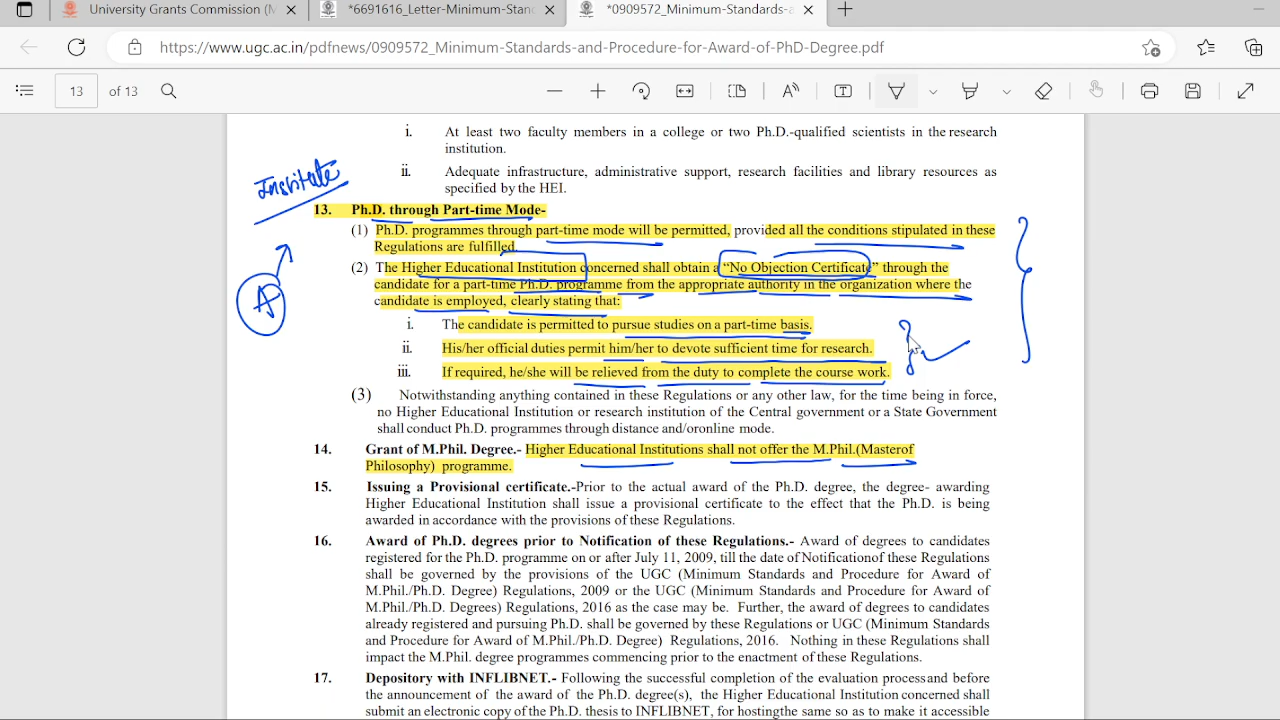 University Grants Commission (M
*6691616_Letter-Minimum-Stan
*0909572_Minimum-Standards-a
https://www.ugc.ac.in/pdfnews/0909572_Minimum-Standards-and-Procedure-for-Award-of-PhD-Degree.pdf
13 of 13
i. At least two faculty members in a college or two Ph.D.-qualified scientists in the research
institution.
ii. Adequate infrastructure, administrative support, research facilities and library resources as
specified by the HEI.
Institute
13. Ph.D. through Part-time Mode-
(1) Ph.D. programmes through part-time mode will be permitted, provided all the conditions stipulated in these
Regulations are fulfilled.
(2) The Higher Educational Institution concerned shall obtain a “No Objection Certificate” through the
candidate for a part-time Ph.D. programme from the appropriate authority in the organization where the
A
candidate is employed, clearly stating that:
i. The candidate is permitted to pursue studies on a part-time basis.
ii. His/her official duties permit him/her to devote sufficient time for research.
iii. If required, he/she will be relieved from the duty to complete the course work.
(3) Notwithstanding anything contained in these Regulations or any other law, for the time being in force,
no Higher Educational Institution or research institution of the Central government or a State Government
shall conduct Ph.D. programmes through distance and/oronline mode.
14. Grant of M.Phil. Degree.- Higher Educational Institutions shall not offer the M.Phil.(Masterof
Philosophy) programme.
15. Issuing a Provisional certificate.-Prior to the actual award of the Ph.D. degree, the degree- awarding
Higher Educational Institution shall issue a provisional certificate to the effect that the Ph.D. is being
awarded in accordance with the provisions of these Regulations.
16. Award of Ph.D. degrees prior to Notification of these Regulations.- Award of degrees to candidates
registered for the Ph.D. programme on or after July 11, 2009, till the date of Notificationof these Regulations
shall be governed by the provisions of the UGC (Minimum Standards and Procedure for Award of
M.Phil./Ph.D. Degree) Regulations, 2009 or the UGC (Minimum Standards and Procedure for Award of
M.Phil./Ph.D. Degrees) Regulations, 2016 as the case may be. Further, the award of degrees to candidates
already registered and pursuing Ph.D. shall be governed by these Regulations or UGC (Minimum Standards
and Procedure for Award of M.Phil./Ph.D. Degree) Regulations, 2016. Nothing in these Regulations shall
impact the M.Phil. degree programmes commencing prior to the enactment of these Regulations.
17. Depository with INFLIBNET.- Following the successful completion of the evaluation processand before
the announcement of the award of the Ph.D. degree(s), the Higher Educational Institution concerned shall
submit an electronic copy of the Ph.D. thesis to INFLIBNET, for hostingthe same so as to make it accessible